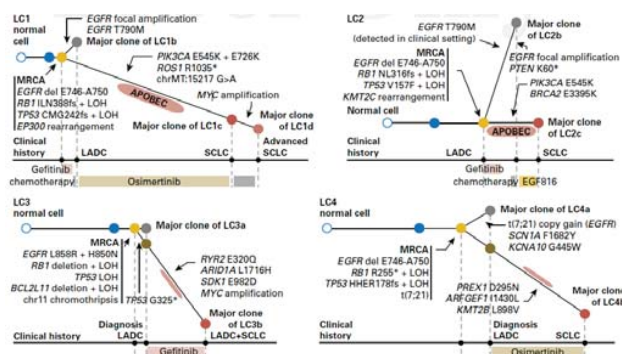 LC1
normal
cell
EGFR focal amplification
EGFR T790M
Major clone of LC1b
PIK3CA E545K + E726K
ROS1 R1035*
chrMT:15217 G>A
MRCA
EGFR del E746-A750
RB1 ILN368fs + LOH
TP53 CMG242fs + LOH
EP300 rearrangement
APOBEC
MYC amplification
Major clone of LC1c
Major clone
of LC1d
Advanced
SCLC
Clinical
history
LADC
SCLC
Gefitinib
chemotherapy
Osimertinib
LC2
EGFR T790M
(detected in clinical setting)
Major clone
of LC2b
MRCA
EGFR del E746-A750
RB1 NL316fs + LOH
TP53 V157F + LOH
KMT2C rearrangement
EGFR focal amplification
PTEN K60*
PIK3CA E545K
BRCA2 E3395K
Normal cell
APOBEC
Major clone
of LC2c
Clinical
history
LADC
SCLC
Gefitinib
chemotherapy
EGF816
LC3
normal cell
Major clone of LC3a
MRCA
EGFR L858R + H850N
RB1 deletion + LOH
TP53 LOH
BCL2L11 deletion + LOH
chr11 chromothripsis
TP53 G325*
RYR2 E320Q
ARID1A L1716H
SDK1 E982D
MYC amplification
Major clone
of LC3b
Diagnosis
LADC
LADC+SCLC
Clinical history
Gefitinib
LC4
normal cell
Major clone of LC4a
t(7;21) copy gain (EGFR)
SCN1A F1682Y
KCNA10 G445W
MRCA
EGFR del E746-A750
RB1 R255* + LOH
TP53 HHER178fs + LOH
t(7;21)
PREX1 D295N
ARFGEF1 I1430L
KMT2B L898V
Major clone
of LC4b
Diagnosis
LADC
SCLC
Clinical history
Osimertinib